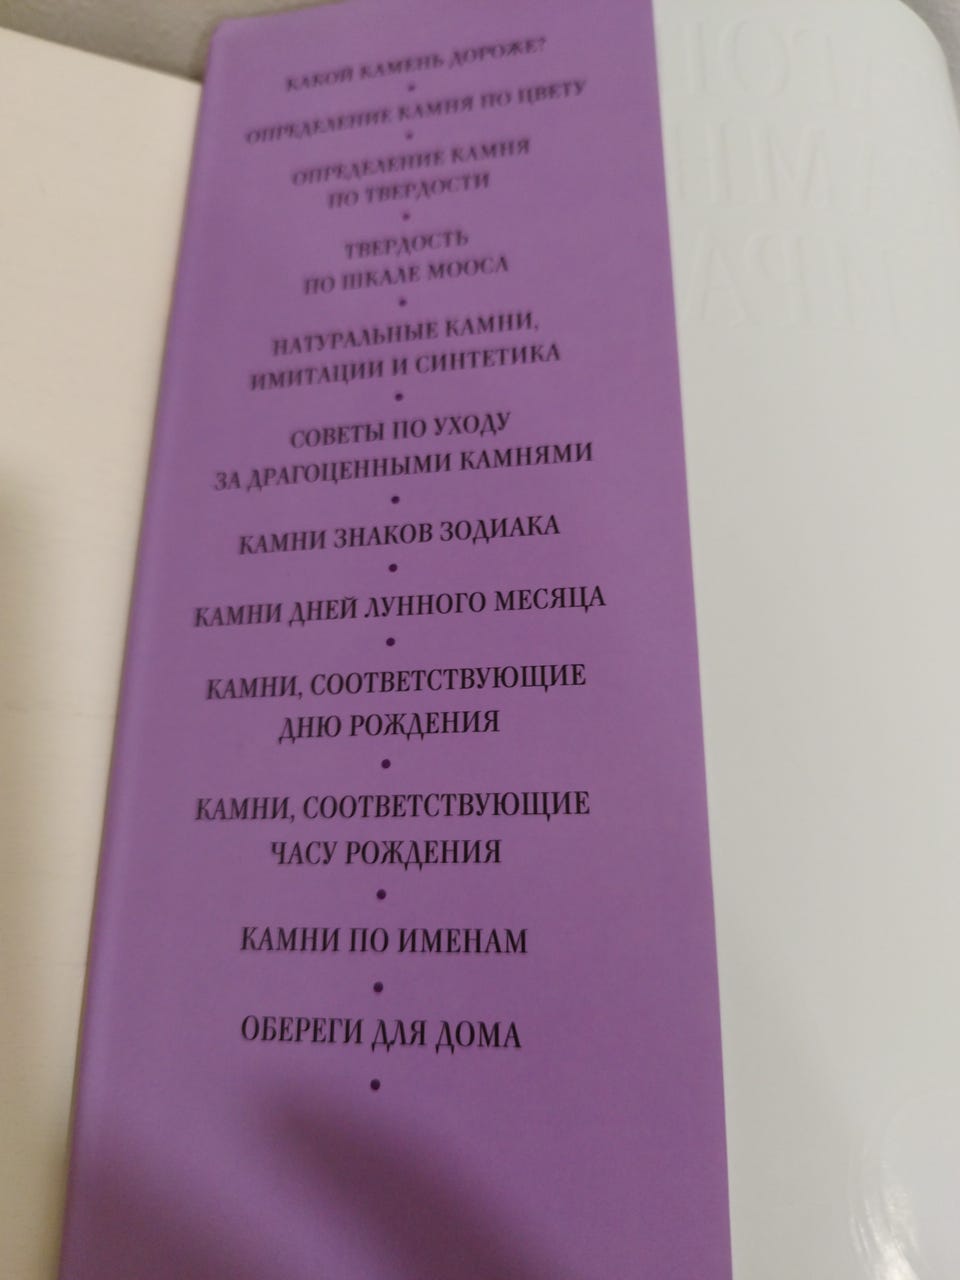 КАКОЙ КАМЕНЬ ДОРОЖЕ?
•
ОПРЕДЕЛЕНИЕ КАМНЯ ПО ЦВЕТУ
•
ОПРЕДЕЛЕНИЕ КАМНЯ
ПО ТВЕРДОСТИ
•
ТВЕРДОСТЬ
ПО ШКАЛЕ МООСА
•
НАТУРАЛЬНЫЕ КАМНИ,
ИМИТАЦИИ И СИНТЕТИКА
•
СОВЕТЫ ПО УХОДУ
ЗА ДРАГОЦЕННЫМИ КАМНЯМИ
•
КАМНИ ЗНАКОВ ЗОДИАКА
•
КАМНИ ДНЕЙ ЛУННОГО МЕСЯЦА
•
КАМНИ, СООТВЕТСТВУЮЩИЕ
ДНЮ РОЖДЕНИЯ
•
КАМНИ, СООТВЕТСТВУЮЩИЕ
ЧАСУ РОЖДЕНИЯ
•
КАМНИ ПО ИМЕНАМ
•
ОБЕРЕГИ ДЛЯ ДОМА
•